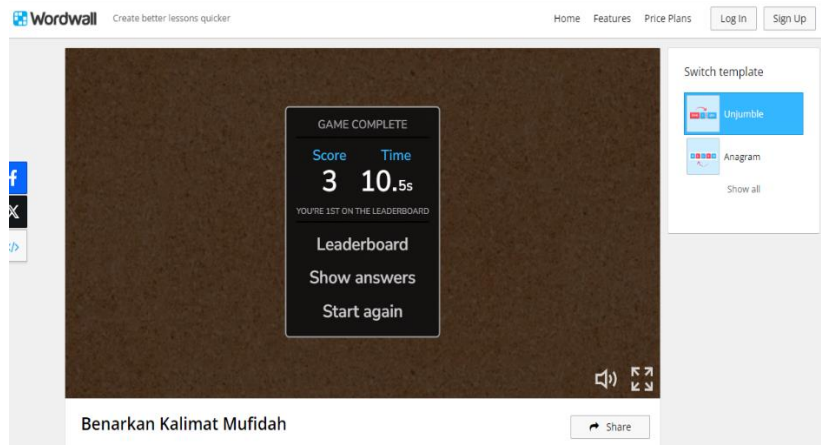 Wordwall Create better lessons quicker Home Features Price Plans Log In Sign Up
Switch template
Unjumble
Anagram
Show all
GAME COMPLETE
Score Time
3 10.5s
YOU'RE 1ST ON THE LEADERBOARD
Leaderboard
Show answers
Start again
Benarkan Kalimat Mufidah
Share